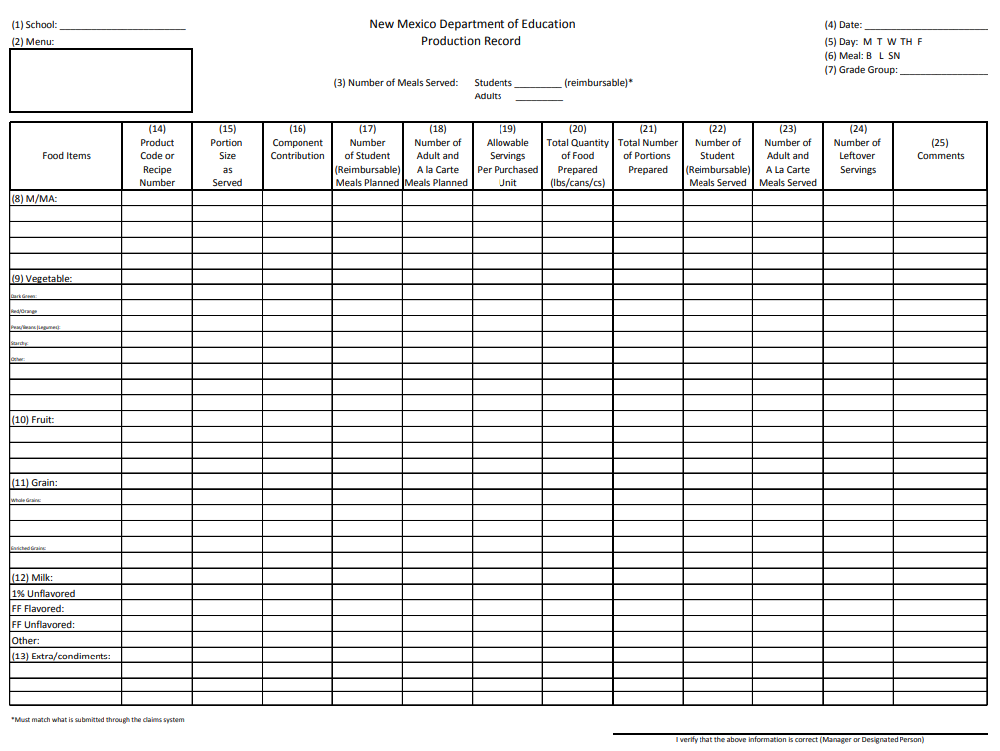 (1) School: ________________________
New Mexico Department of Education
(4) Date: ________________________
(2) Menu:
Production Record
(5) Day: M T W TH F
(6) Meal: B L SN
(7) Grade Group: _________________
(3) Number of Meals Served: Students _________ (reimbursable)*
Adults _________
Food Items
(14)
Product
Code or
Recipe
Number
(15)
Portion
Size
as
Served
(16)
Component
Contribution
(17)
Number
of Student
(Reimbursable)
Meals Planned
(18)
Number of
Adult and
A la Carte
Meals Planned
(19)
Allowable
Servings
Per Purchased
Unit
(20)
Total Quantity
of Food
Prepared
(lbs/cans/cs)
(21)
Total Number
of Portions
Prepared
(22)
Number of
Student
(Reimbursable)
Meals Served
(23)
Number of
Adult and
A La Carte
Meals Served
(24)
Number of
Leftover
Servings
(25)
Comments
(8) M/MA:
(9) Vegetable:
Dark Green:
Red/Orange
Peas/Beans (Legumes):
Starchy:
Other:
(10) Fruit:
(11) Grain:
Whole Grains:
Enriched Grains:
(12) Milk:
1% Unflavored
FF Flavored:
FF Unflavored:
Other:
(13) Extra/condiments:
*Must match what is submitted through the claims system
I verify that the above information is correct (Manager or Designated Person)